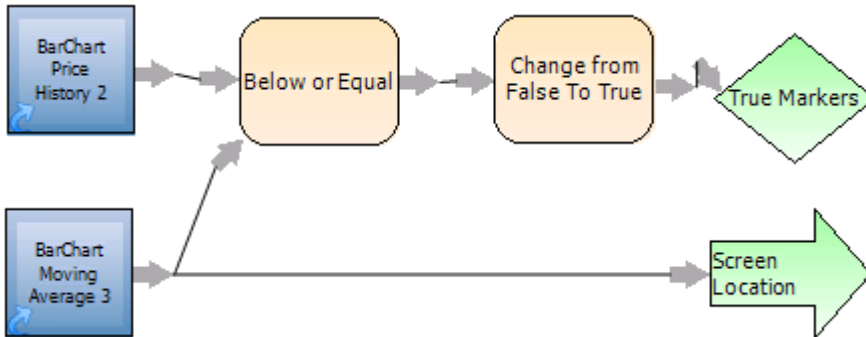 BarChart
Price
History 2
Below or Equal
Change from
False To True
True Markers
BarChart
Moving
Average 3
Screen
Location